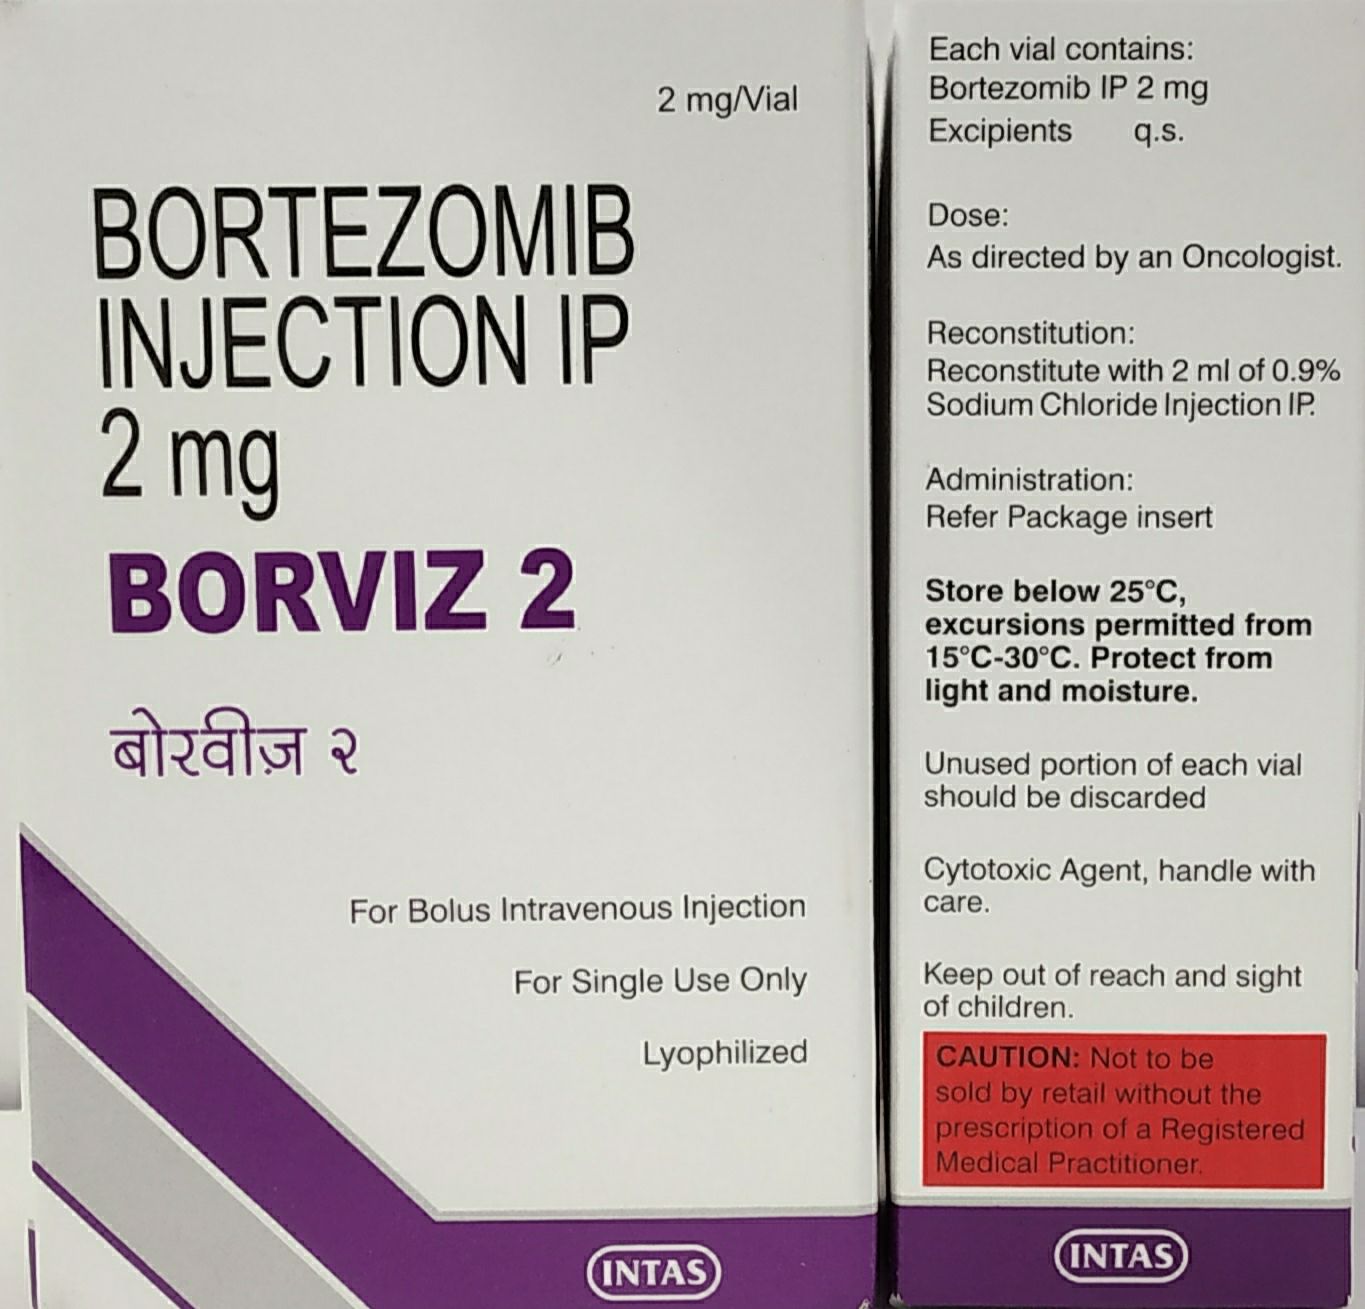 2 mg/Vial
BORTEZOMIB
INJECTION IP
2 mg
BORVIZ 2
बोरवीज़ २
For Bolus Intravenous Injection
For Single Use Only
Lyophilized
INTAS
Each vial contains:
Bortezomib IP 2 mg
Excipients q.s.
Dose:
As directed by an Oncologist.
Reconstitution:
Reconstitute with 2 ml of 0.9%
Sodium Chloride Injection IP.
Administration:
Refer Package insert
Store below 25°C,
excursions permitted from
15°C-30°C. Protect from
light and moisture.
Unused portion of each vial
should be discarded
Cytotoxic Agent, handle with
care.
Keep out of reach and sight
of children.
CAUTION: Not to be
sold by retail without the
prescription of a Registered
Medical Practitioner.
INTAS